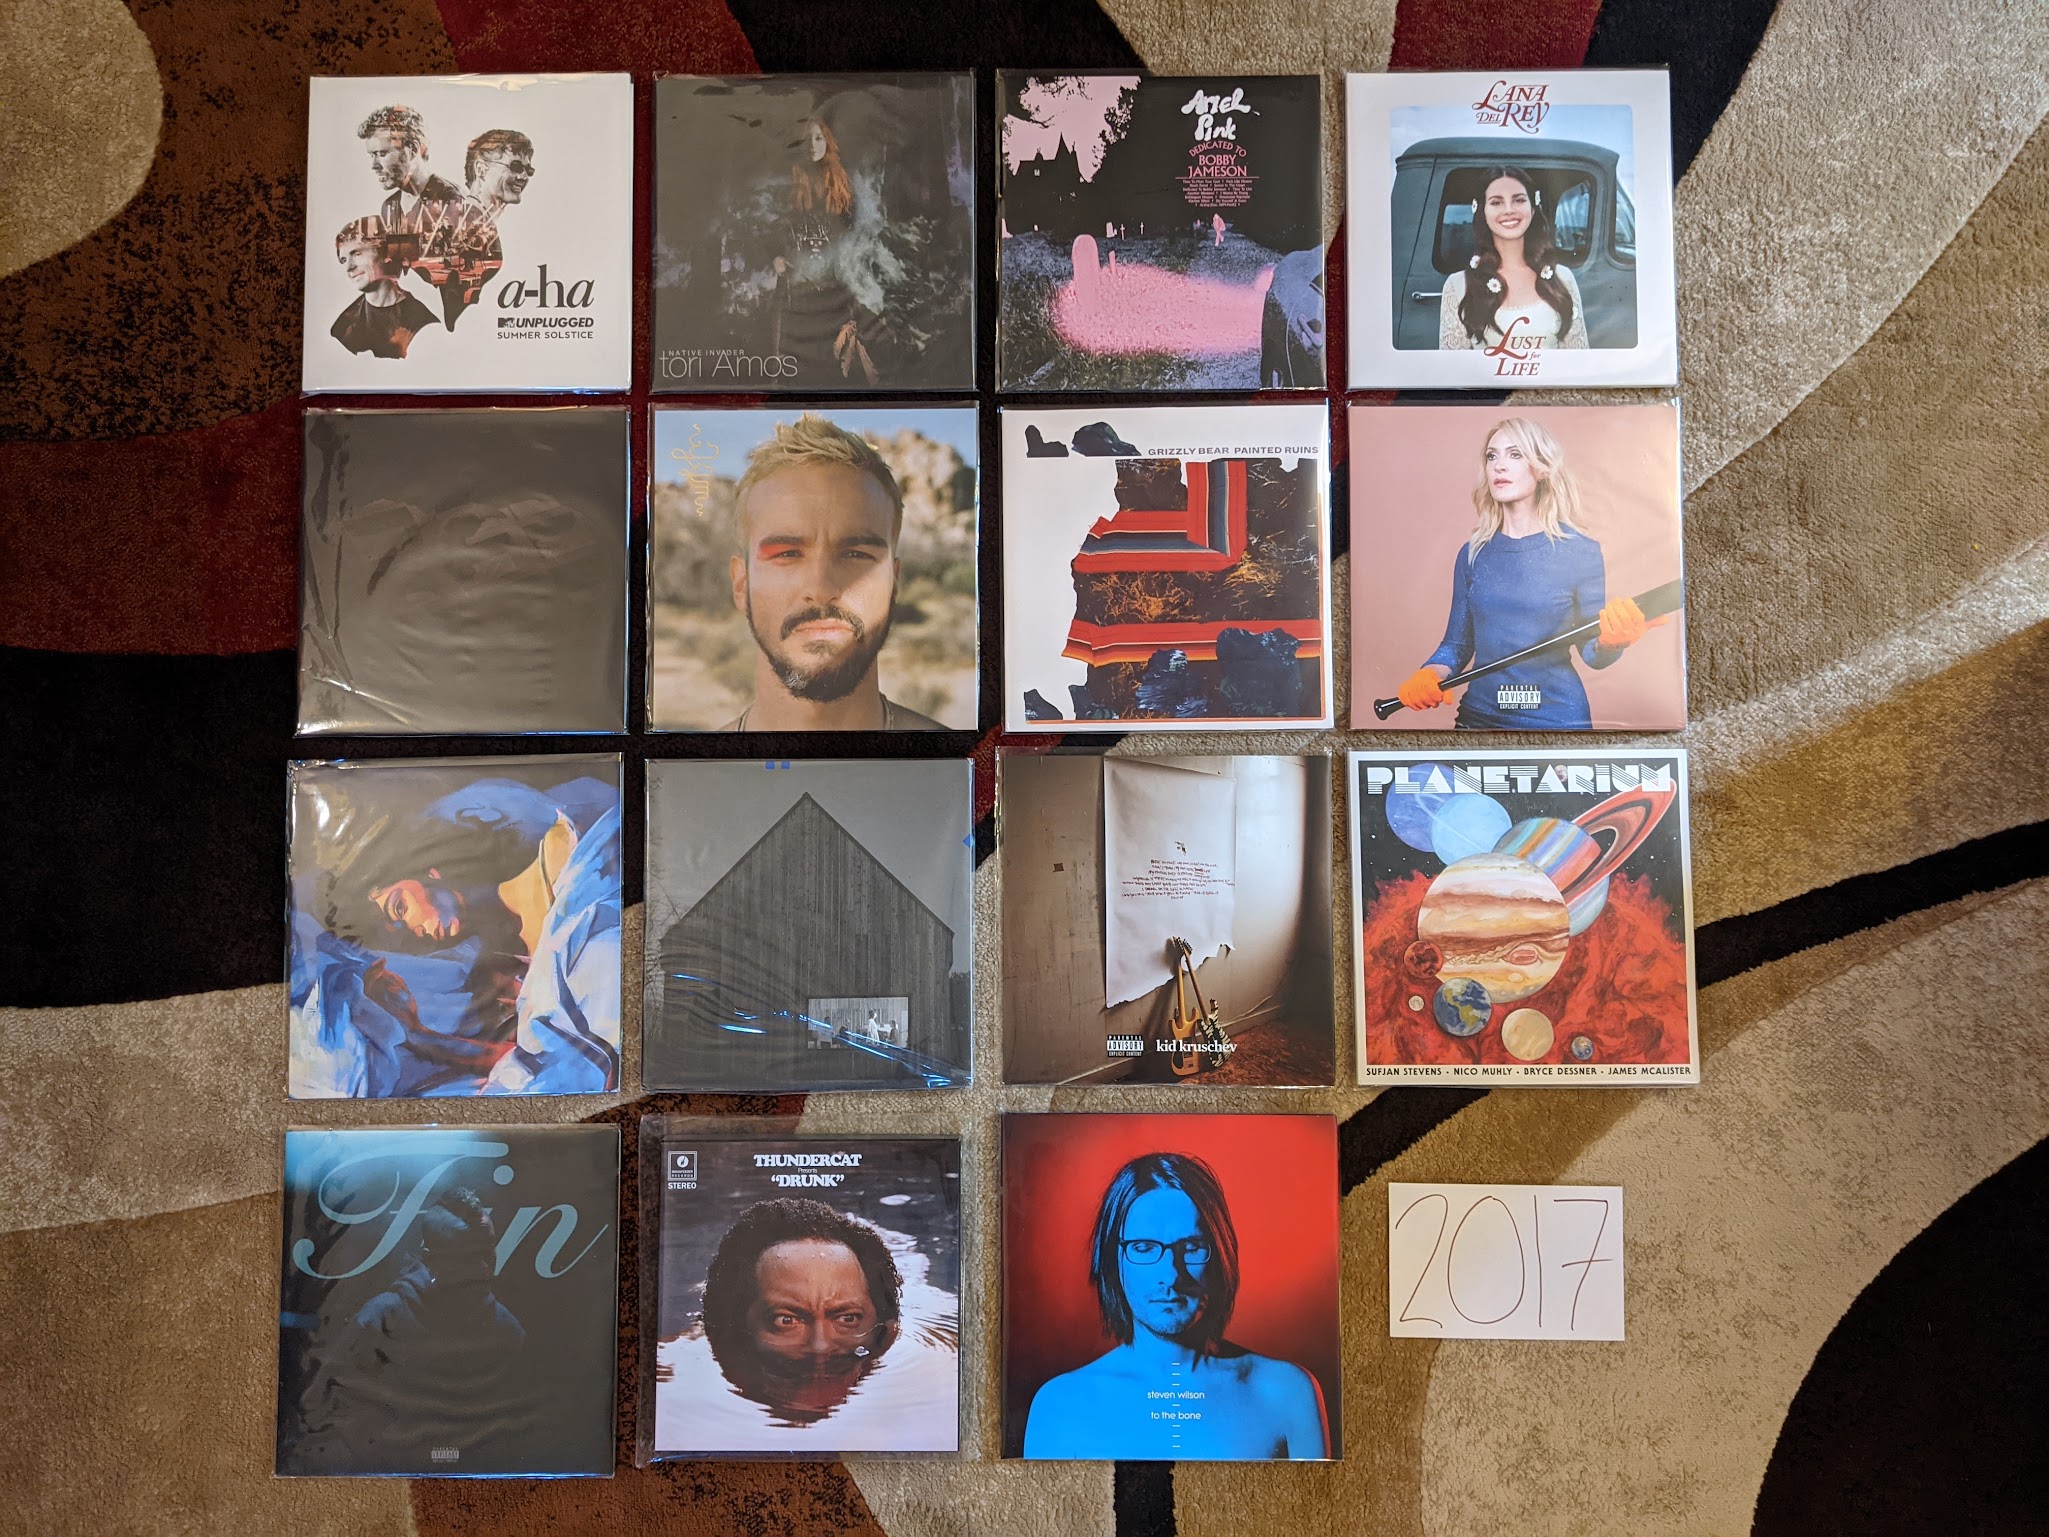 a-ha
MTV UNPLUGGED
SUMMER SOLSTICE
NATIVE INVADER
tori Amos
Ariel
Pink
DEDICATED TO
BOBBY
JAMESON
LANA
DEL REY
LUST
for
LIFE
GRIZZLY BEAR PAINTED RUINS
PARENTAL
ADVISORY
EXPLICIT CONTENT
PARENTAL
ADVISORY
EXPLICIT CONTENT
kid kruschev
PLANETARIUM
SUFJAN STEVENS • NICO MUHLY • BRYCE DESSNER • JAMES MCALISTER
Fin
PARENTAL
ADVISORY
STEREO
THUNDERCAT
Presents
"DRUNK"
steven wilson
to the bone
2017